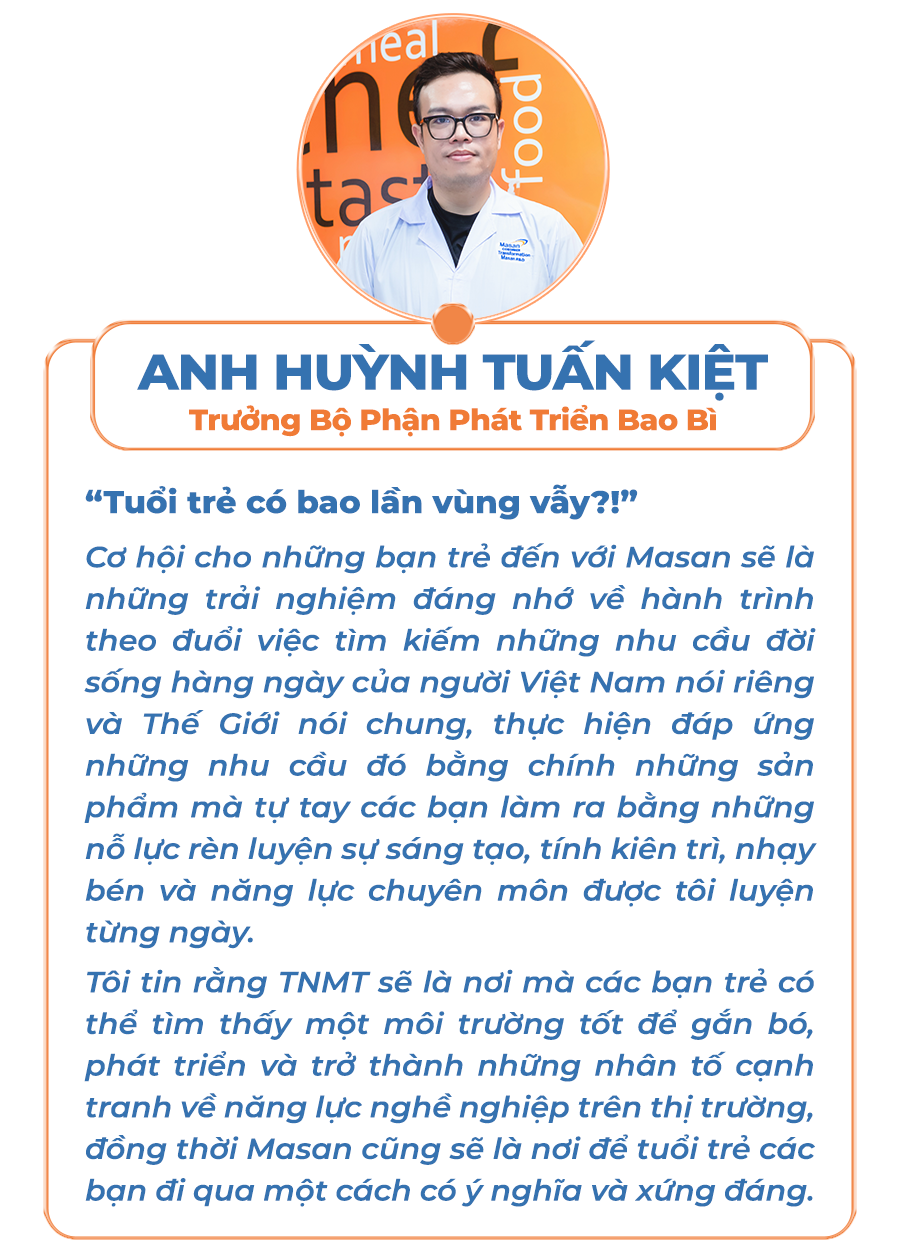 meal
taste
food
Masan
CONSUMER
Transformation
Masan R&D
ANH HUỲNH TUẤN KIỆT
Trưởng Bộ Phận Phát Triển Bao Bì
“Tuổi trẻ có bao lần vùng vẫy?!”
Cơ hội cho những bạn trẻ đến với Masan sẽ là
những trải nghiệm đáng nhớ về hành trình
theo đuổi việc tìm kiếm những nhu cầu đời
sống hàng ngày của người Việt Nam nói riêng
và Thế Giới nói chung, thực hiện đáp ứng
những nhu cầu đó bằng chính những sản
phẩm mà tự tay các bạn làm ra bằng những
nỗ lực rèn luyện sự sáng tạo, tính kiên trì, nhạy
bén và năng lực chuyên môn được tôi luyện
từng ngày.
Tôi tin rằng TNMT sẽ là nơi mà các bạn trẻ có
thể tìm thấy một môi trường tốt để gắn bó,
phát triển và trở thành những nhân tố cạnh
tranh về năng lực nghề nghiệp trên thị trường,
đồng thời Masan cũng sẽ là nơi để tuổi trẻ các
bạn đi qua một cách có ý nghĩa và xứng đáng.